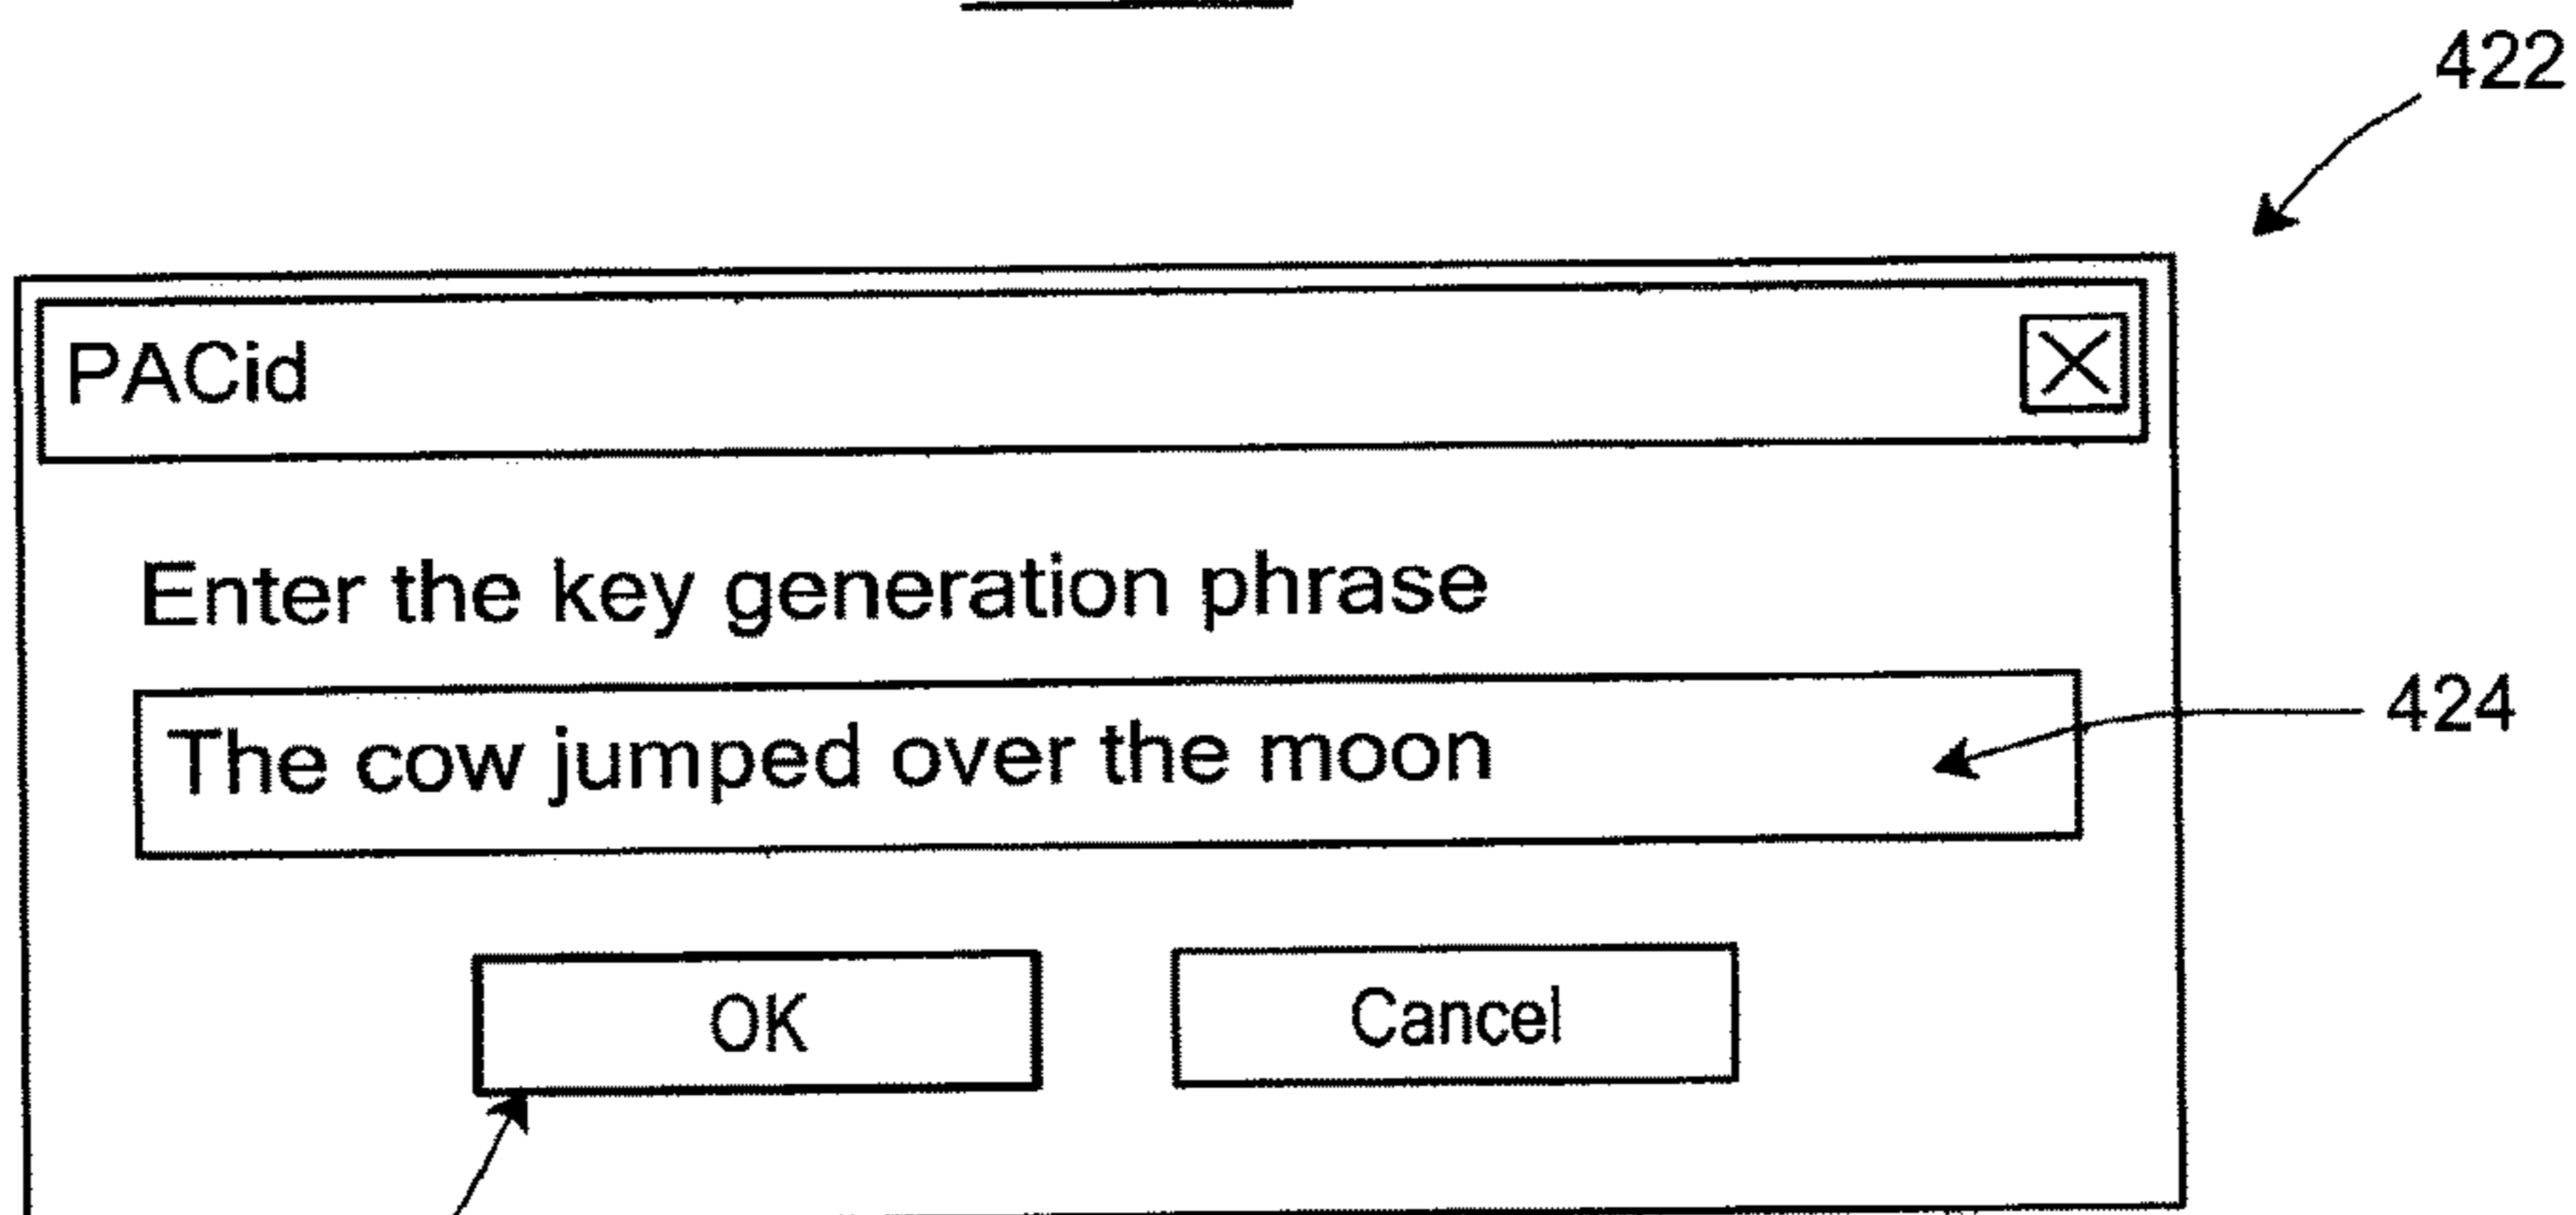 422
PACid
Enter the key generation phrase
The cow jumped over the moon
424
OK
Cancel